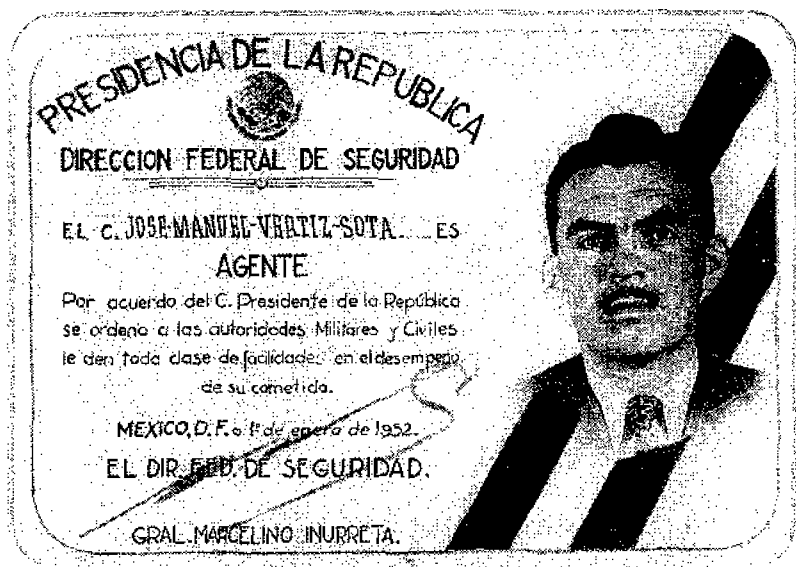 PRESIDENCIA DE LA REPUBLICA
DIRECCION FEDERAL DE SEGURIDAD
EL C. JOSE-MANUEL-VERTIZ-SOTA. ES
AGENTE
Por acuerdo del C. Presidente de la República
se ordena a las autoridades Militares y Civiles
le den toda clase de facilidades en el desempeño
de su cometido.
MEXICO, D. F. a 1º de enero de 1952.
EL DIR. FED. DE SEGURIDAD.
GRAL. MARCELINO INURRETA.